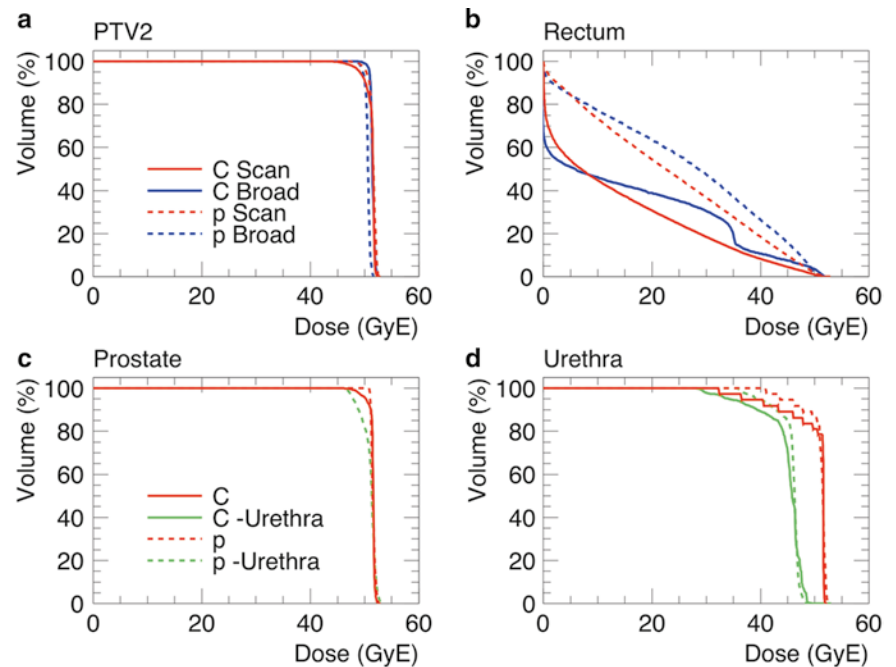 a PTV2
Volume (%)
100
80
60
40
20
0
C Scan
C Broad
p Scan
p Broad
0 20 40 60
Dose (GyE)
b Rectum
Volume (%)
100
80
60
40
20
0
0 20 40 60
Dose (GyE)
c Prostate
Volume (%)
100
80
60
40
20
0
C
C -Urethra
p
p -Urethra
0 20 40 60
Dose (GyE)
d Urethra
Volume (%)
100
80
60
40
20
0
0 20 40 60
Dose (GyE)